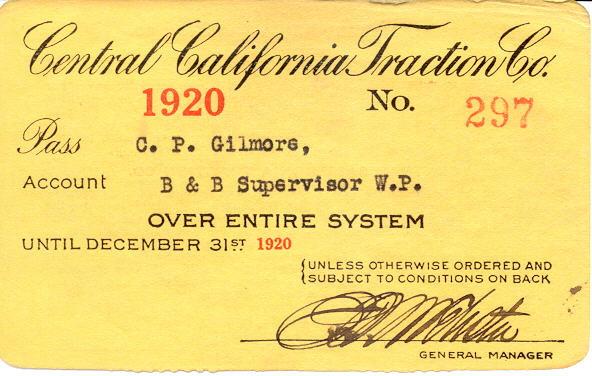 Central California Traction Co.
1920 No. 297
Pass C. P. Gilmore,
Account B & B Supervisor W.P.
OVER ENTIRE SYSTEM
UNTIL DECEMBER 31ST 1920
{UNLESS OTHERWISE ORDERED AND
{SUBJECT TO CONDITIONS ON BACK
GENERAL MANAGER